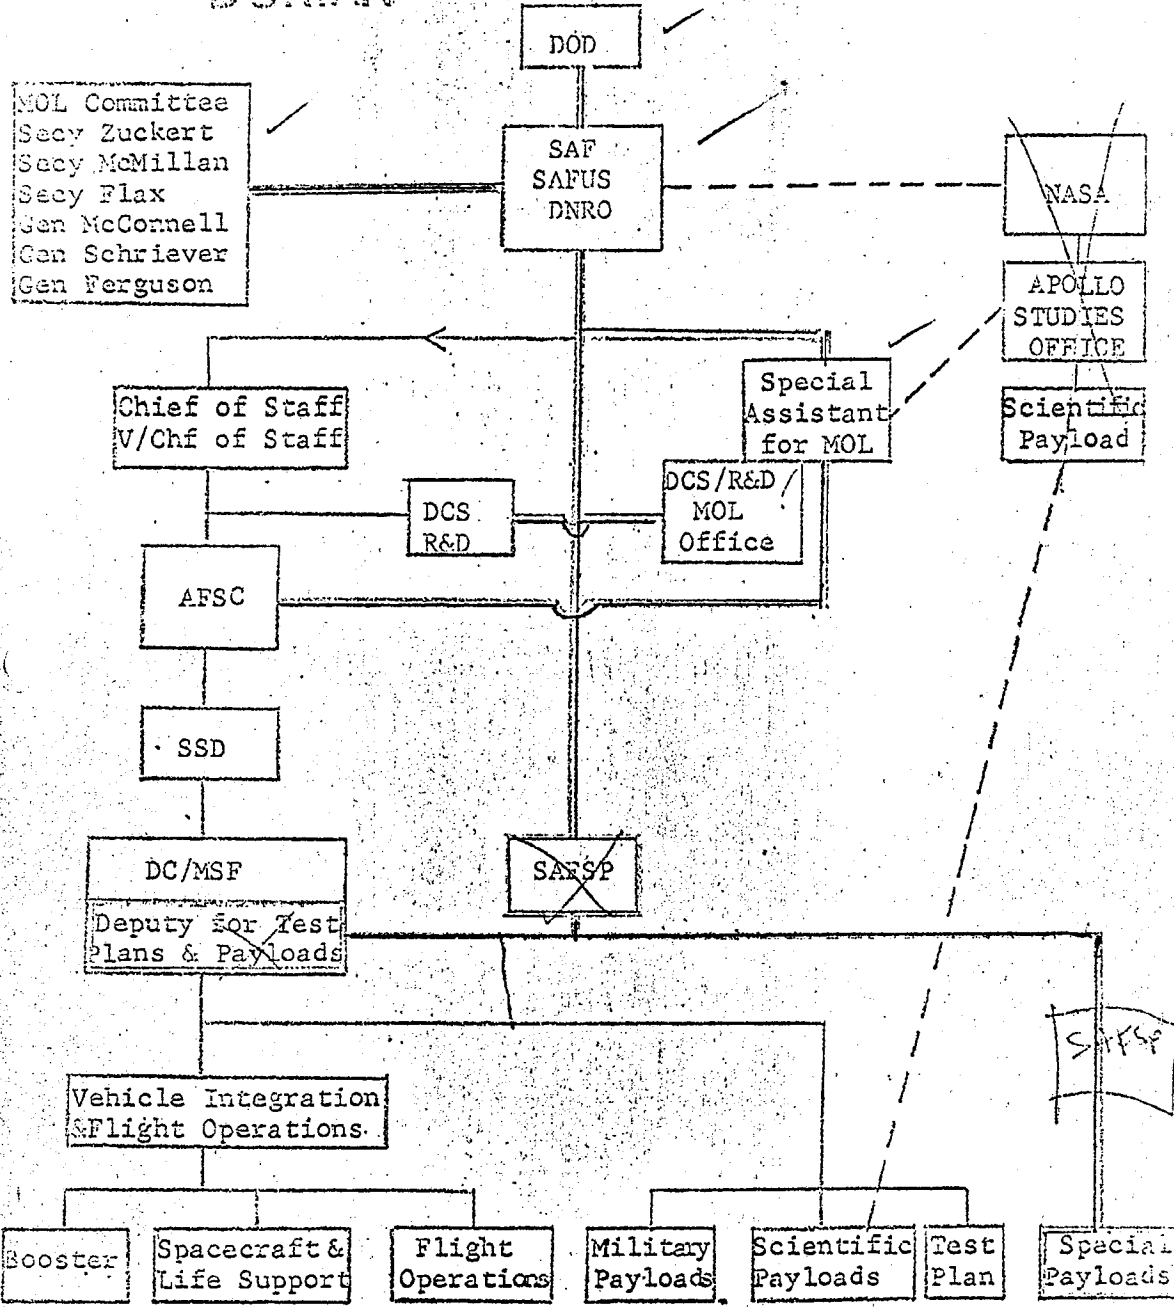 DOD
MOL Committee
Secy Zuckert
Secy McMillan
Secy Flax
Gen McConnell
Gen Schriever
Gen Ferguson
SAF
SAFUS
DNRO
NASA
APOLLO
STUDIES
OFFICE
Scientific
Payload
Chief of Staff
V/Chf of Staff
Special
Assistant
for MOL
DCS
R&D
DCS/R&D
MOL
Office
AFSC
SSD
DC/MSF
Deputy for Test
Plans & Payloads
SAFSP
SAFSP
Vehicle Integration
&Flight Operations
Booster
Spacecraft &
Life Support
Flight
Operations
Military
Payloads
Scientific
Payloads
Test
Plan
Special
Payloads